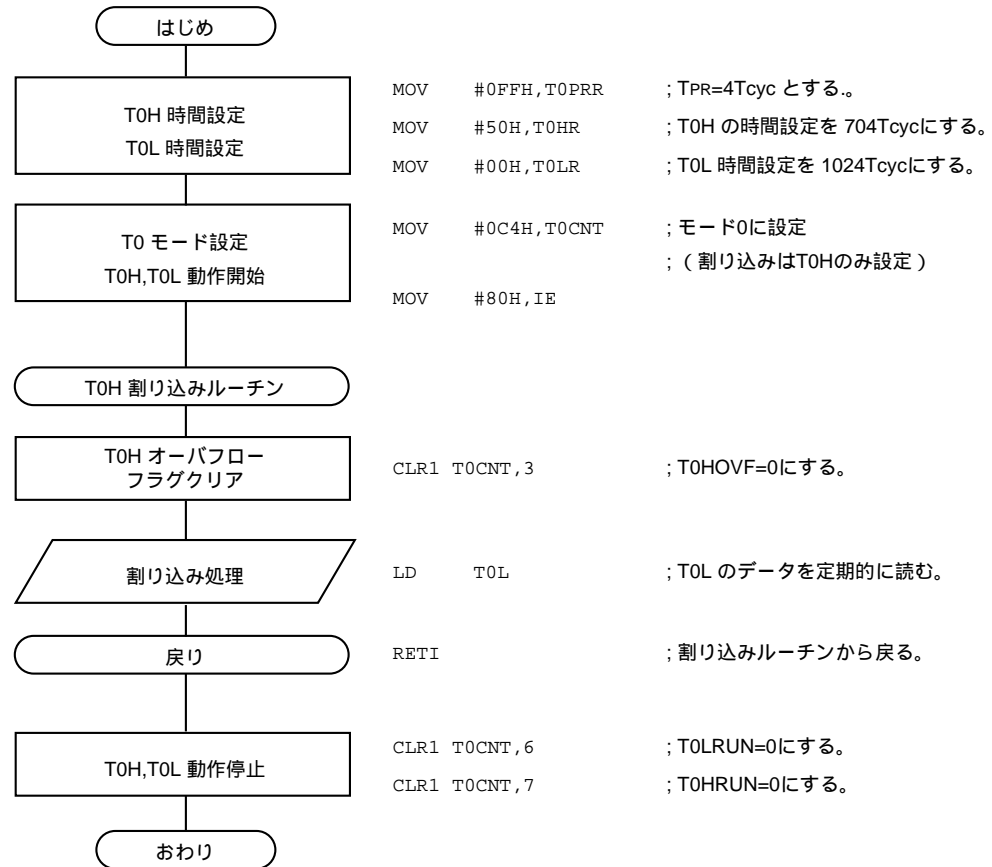 はじめ
T0H 時間設定
T0L 時間設定
MOV #0FFH,T0PRR ; TPR=4Tcyc とする.。
MOV #50H,T0HR ; T0H の時間設定を 704Tcycにする。
MOV #00H,T0LR ; T0L 時間設定を 1024Tcycにする。
T0 モード設定
T0H,T0L 動作開始
MOV #0C4H,T0CNT ; モード0に設定
; ( 割り込みはT0Hのみ設定 )
MOV #80H,IE
T0H 割り込みルーチン
T0H オーバフロー
フラグクリア
CLR1 T0CNT,3 ; T0HOVF=0にする。
割り込み処理
LD T0L ; T0L のデータを定期的に読む。
戻り
RETI ; 割り込みルーチンから戻る。
T0H,T0L 動作停止
CLR1 T0CNT,6 ; T0LRUN=0にする。
CLR1 T0CNT,7 ; T0HRUN=0にする。
おわり